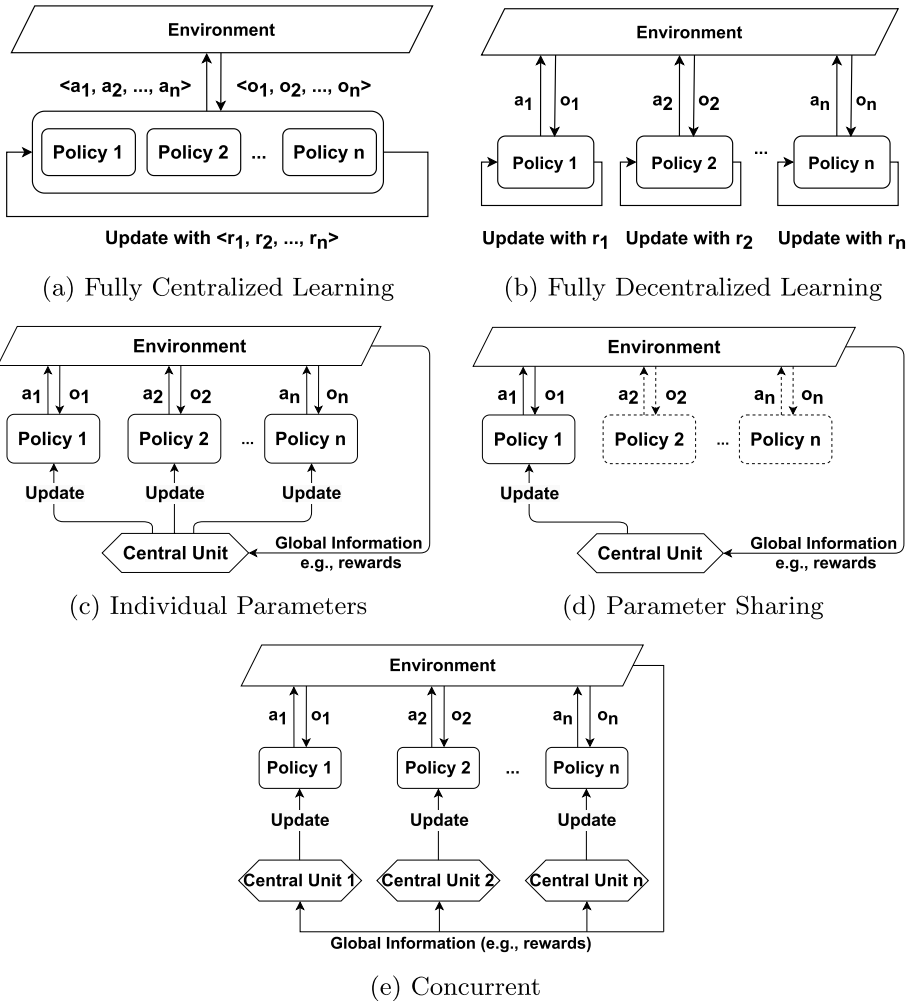 Environment
<a1, a2, ..., an> <o1, o2, ..., on>
Policy 1 Policy 2 ... Policy n
Update with <r1, r2, ..., rn>
(a) Fully Centralized Learning
Environment
a1 o1 a2 o2 an on
Policy 1 Policy 2 ... Policy n
Update with r1 Update with r2 Update with rn
(b) Fully Decentralized Learning
Environment
a1 o1 a2 o2 an on
Policy 1 Policy 2 ... Policy n
Update Update Update
Central Unit
Global Information
e.g., rewards
(c) Individual Parameters
Environment
a1 o1 a2 o2 an on
Policy 1 Policy 2 ... Policy n
Update
Central Unit
Global Information
e.g., rewards
(d) Parameter Sharing
Environment
a1 o1 a2 o2 an on
Policy 1 Policy 2 ... Policy n
Update Update Update
Central Unit 1 Central Unit 2 Central Unit n
Global Information (e.g., rewards)
(e) Concurrent